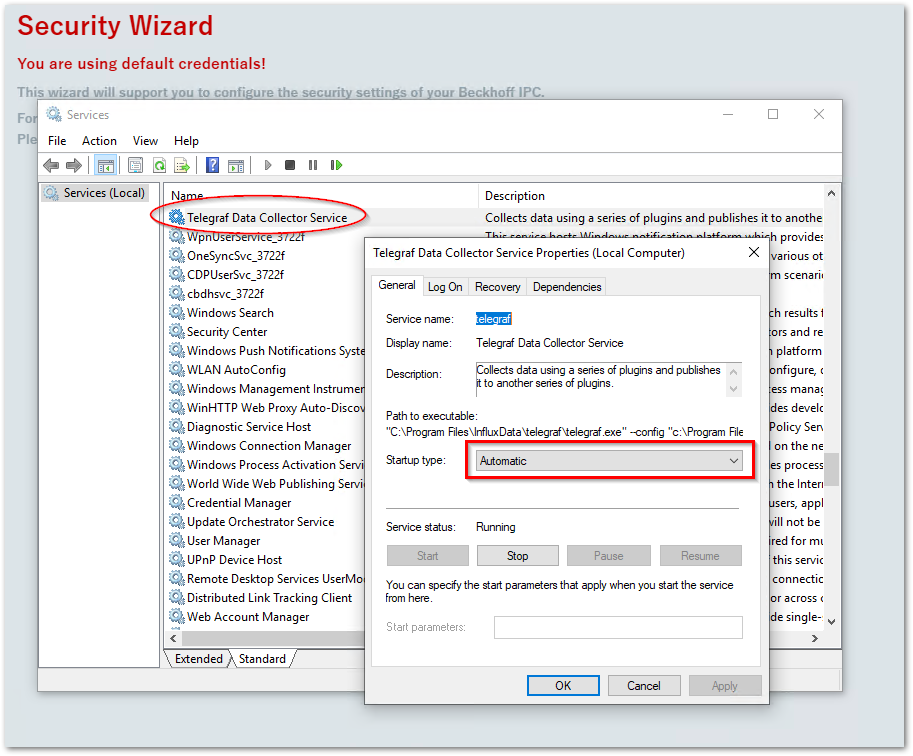 Security Wizard
You are using default credentials!
This wizard will support you to configure the security settings of your Beckhoff IPC.
For
Ple
Services
File Action View Help
Services (Local)
Name
Description
Telegraf Data Collector Service
Collects data using a series of plugins and publishes it to anothe
WpnUserService_3722f
This service hosts Windows notification platform which provides
OneSyncSvc_3722f
various ot
CDPUserSvc_3722f
rm scenari
cbdhsvc_3722f
Windows Search
ch results f
Security Center
tors and re
Windows Push Notifications Syste
n platform
WLAN AutoConfig
onfigure, d
Windows Management Instrumen
ess manag
WinHTTP Web Proxy Auto-Discov
des develo
Diagnostic Service Host
Policy Serv
Windows Connection Manager
d on the ne
Windows Process Activation Servi
es process
World Wide Web Publishing Servic
n the Intern
Credential Manager
users, appl
Update Orchestrator Service
will not be
User Manager
ired for mu
UPnP Device Host
f this servic
Remote Desktop Services UserMod
connectio
Distributed Link Tracking Client
or across c
Web Account Manager
de single-s
Extended Standard
Telegraf Data Collector Service Properties (Local Computer)
General Log On Recovery Dependencies
Service name: telegraf
Display name: Telegraf Data Collector Service
Description: Collects data using a series of plugins and publishes
it to another series of plugins.
Path to executable:
"C:\Program Files\InfluxData\telegraf\telegraf.exe" --config "c:\Program File
Startup type: Automatic
Service status: Running
Start Stop Pause Resume
You can specify the start parameters that apply when you start the service
from here.
Start parameters:
OK Cancel Apply